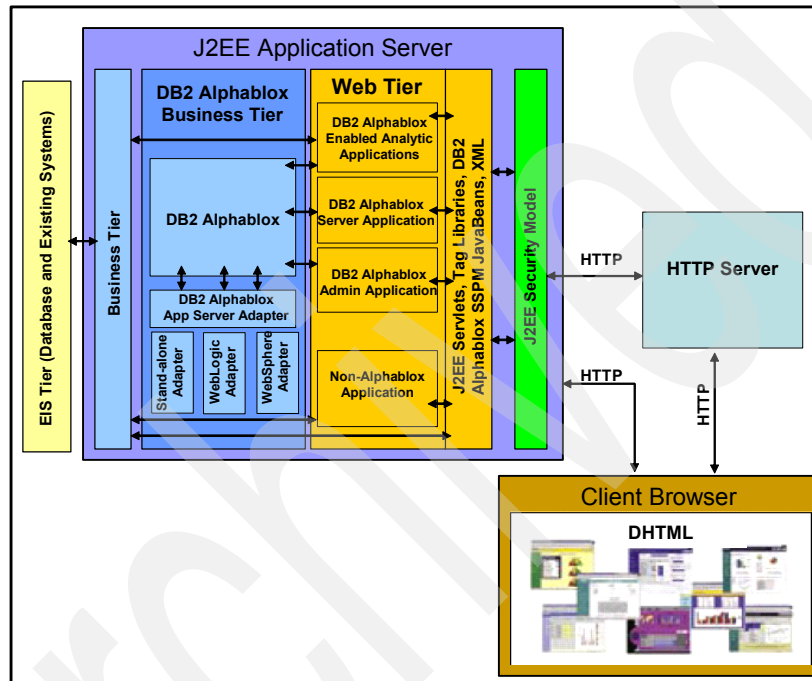 J2EE Application Server
EIS Tier (Database and Existing Systems)
Business Tier
DB2 Alphablox
Business Tier
DB2 Alphablox
DB2 Alphablox
App Server Adapter
Stand-alone
Adapter
WebLogic
Adapter
WebSphere
Adapter
Web Tier
DB2 Alphablox
Enabled Analytic
Applications
DB2 Alphablox
Server Application
DB2 Alphablox
Admin Application
Non-Alphablox
Application
J2EE Servlets, Tag Libraries, DB2
Alphablox SSPM JavaBeans, XML
J2EE Security Model
HTTP
HTTP Server
HTTP
HTTP
Client Browser
DHTML